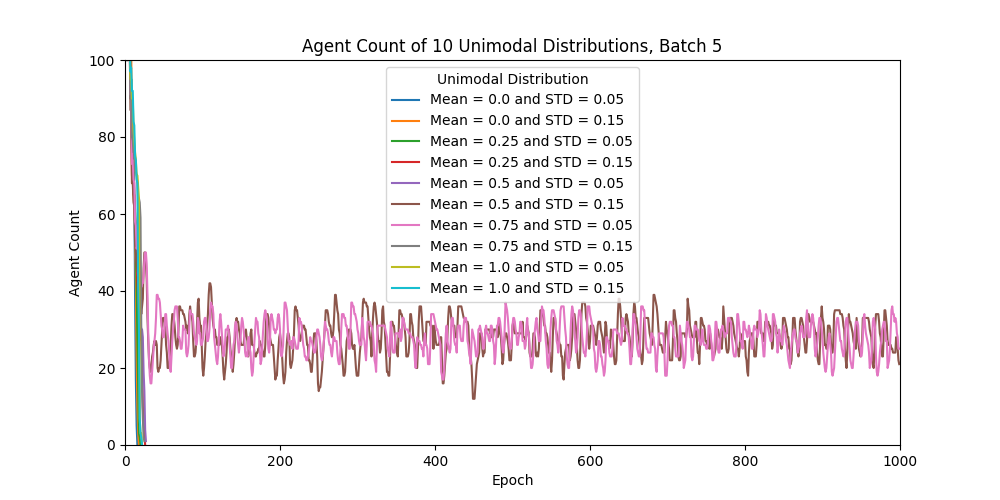 Agent Count of 10 Unimodal Distributions, Batch 5
100
80
60
40
20
0
Agent Count
Unimodal Distribution
Mean = 0.0 and STD = 0.05
Mean = 0.0 and STD = 0.15
Mean = 0.25 and STD = 0.05
Mean = 0.25 and STD = 0.15
Mean = 0.5 and STD = 0.05
Mean = 0.5 and STD = 0.15
Mean = 0.75 and STD = 0.05
Mean = 0.75 and STD = 0.15
Mean = 1.0 and STD = 0.05
Mean = 1.0 and STD = 0.15
0 200 400 600 800 1000
Epoch